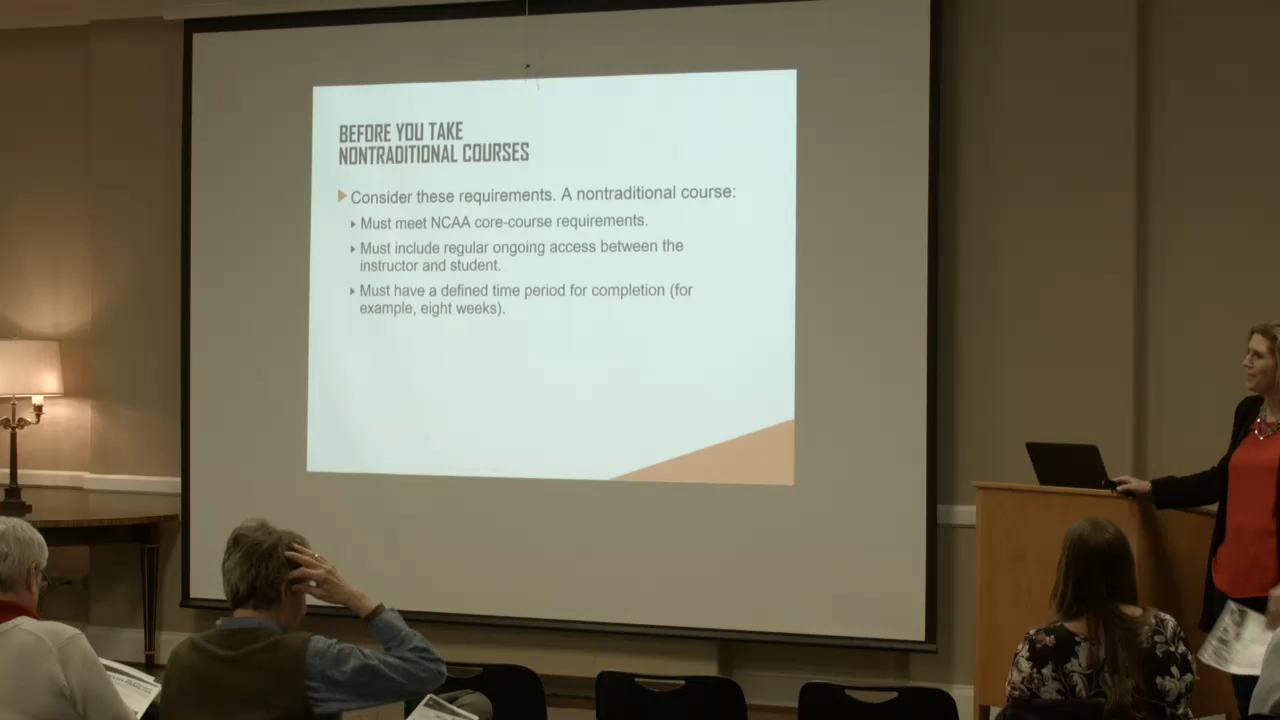 BEFORE YOU TAKE
NONTRADITIONAL COURSES
Consider these requirements. A nontraditional course:
Must meet NCAA core-course requirements.
Must include regular ongoing access between the
instructor and student.
Must have a defined time period for completion (for
example, eight weeks).